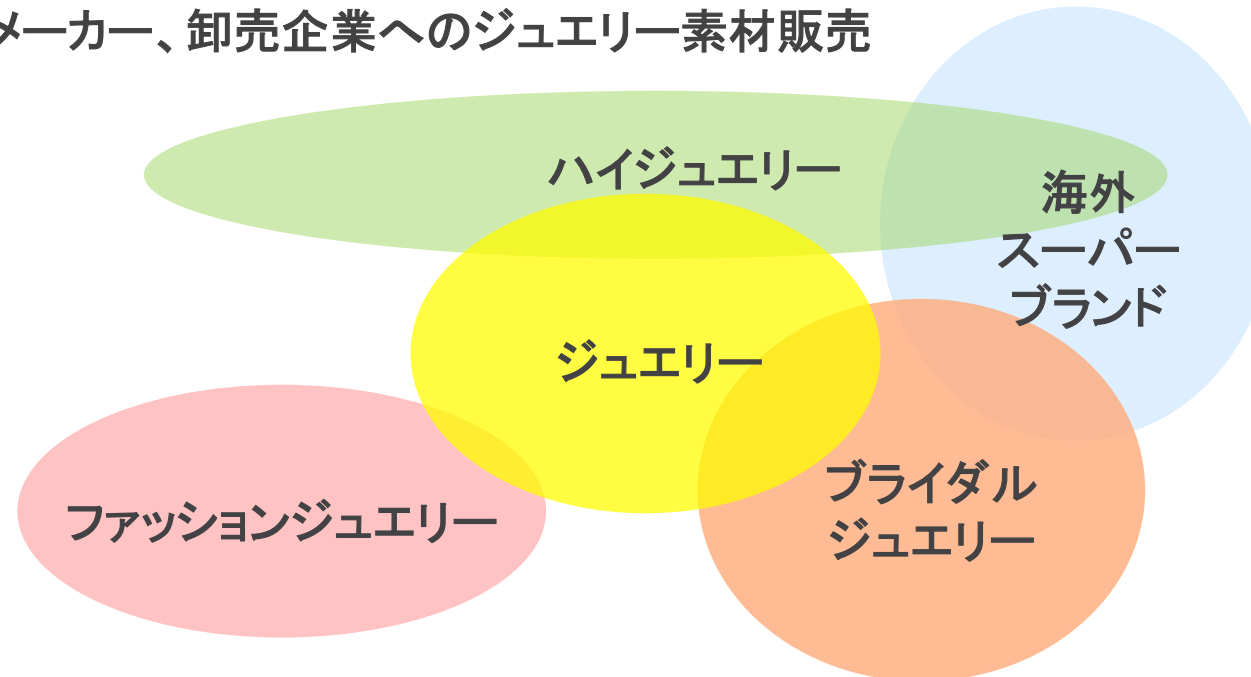 メーカー、卸売企業へのジュエリー素材販売
ハイジュエリー
海外
スーパー
ブランド
ジュエリー
ファッションジュエリー
ブライダル
ジュエリー